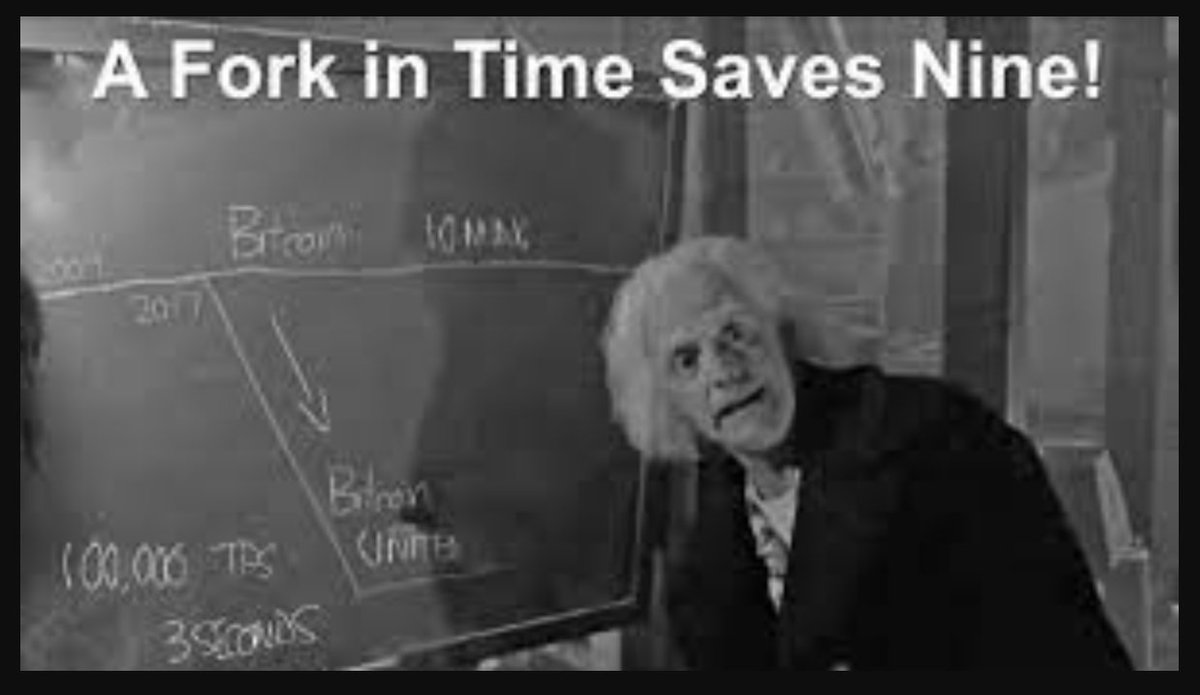 A Fork in Time Saves Nine!
Bitcoin
2017
Bitcoin
UNITED
100,000 TPS
3 SECONDS